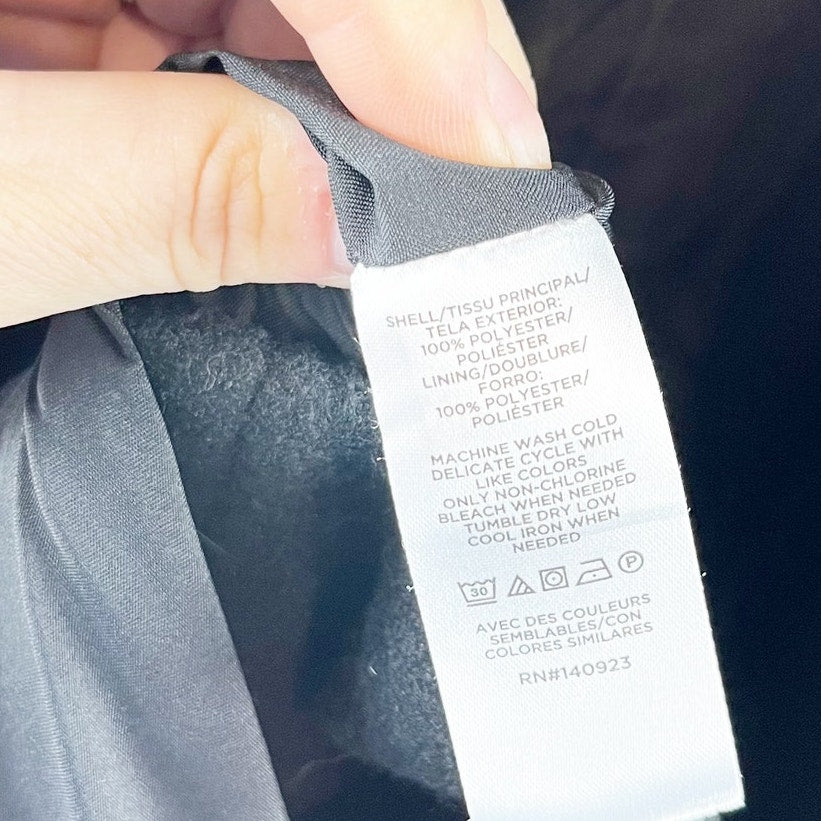 SHELL/TISSU PRINCIPAL/
TELA EXTERIOR:
100% POLYESTER/
POLIÉSTER
LINING/DOUBLURE/
FORRO:
100% POLYESTER/
POLIÉSTER
MACHINE WASH COLD
DELICATE CYCLE WITH
LIKE COLORS
ONLY NON-CHLORINE
BLEACH WHEN NEEDED
TUMBLE DRY LOW
COOL IRON WHEN
NEEDED
30 P
AVEC DES COULEURS
SEMBLABLES/CON
COLORES SIMILARES
RN#140923